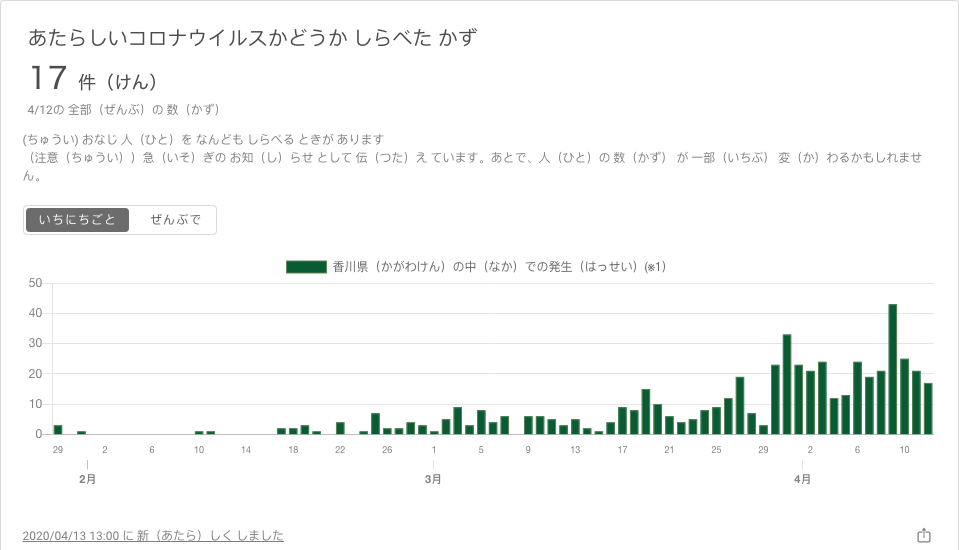 あたらしいコロナウイルスかどうか しらべた かず
17 件（けん）
4/12の 全部（ぜんぶ）の 数（かず）
(ちゅうい) おなじ 人（ひと）を なんども しらべる ときが あります
（注意（ちゅうい））急（いそ）ぎの お知（し）らせ として 伝（つた）え ています。あとで、人（ひと）の 数（かず） が 一部（いちぶ） 変（か）わるかもしれませ
ん。
いちにちごと ぜんぶで
香川県（かがわけん）の中（なか）での発生（はっせい）(※1)
50
40
30
20
10
0
29 2 6 10 14 18 22 26 1 5 9 13 17 21 25 29 2 6 10
2月 3月 4月
2020/04/13 13:00 に 新（あたら）しく しました